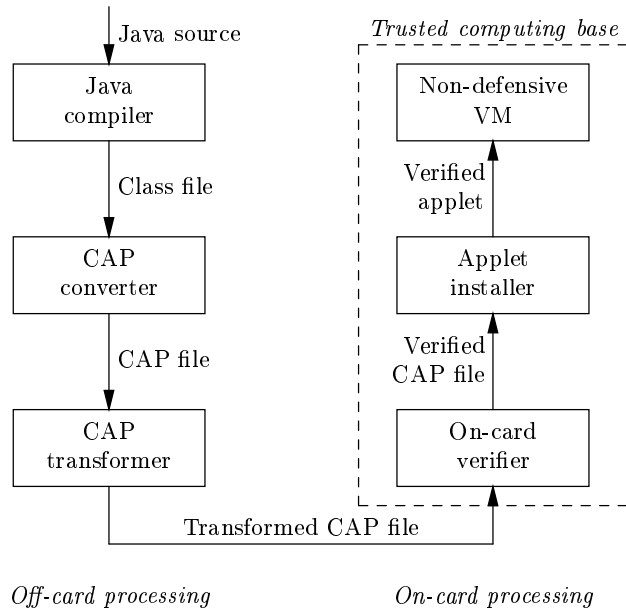 Java source
Java
compiler
Class file
CAP
converter
CAP file
CAP
transformer
Transformed CAP file
Off-card processing
Trusted computing base
Non-defensive
VM
Verified
applet
Applet
installer
Verified
CAP file
On-card
verifier
On-card processing